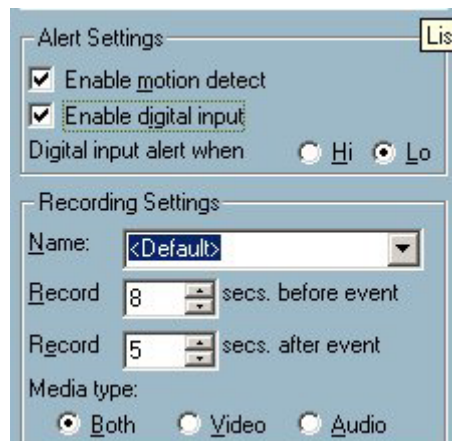 Alert Settings
Lis
Enable motion detect
Enable digital input
Digital input alert when Hi Lo
Recording Settings
Name: <Default>
Record 8 secs. before event
Record 5 secs. after event
Media type:
Both Video Audio